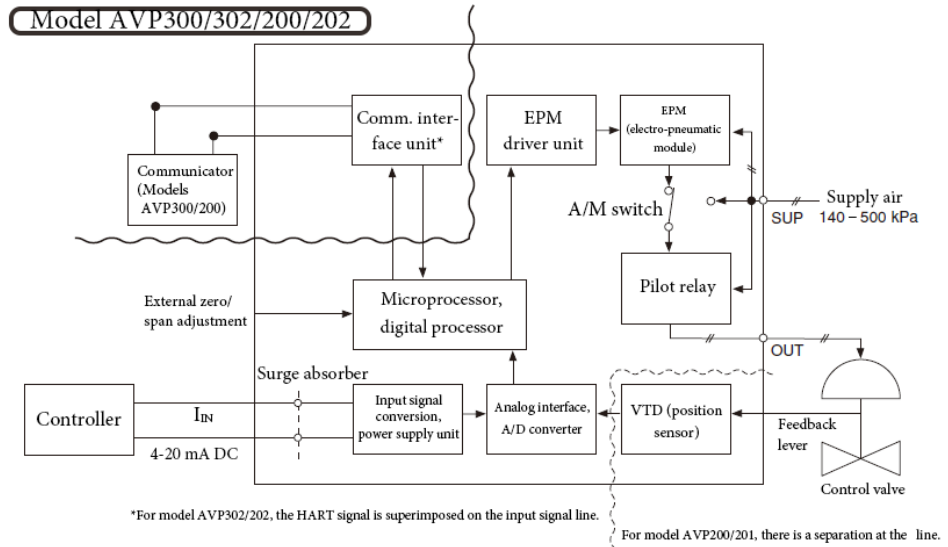 Model AVP300/302/200/202
Comm. inter-
face unit*
EPM
driver unit
EPM
(electro-pneumatic
module)
Communicator
(Models
AVP300/200)
A/M switch
Supply air
SUP
140 – 500 kPa
Pilot relay
External zero/
span adjustment
Microprocessor,
digital processor
OUT
Surge absorber
Controller
I_IN
4-20 mA DC
Input signal
conversion,
power supply unit
Analog interface,
A/D converter
VTD (position
sensor)
Feedback
lever
Control valve
*For model AVP302/202, the HART signal is superimposed on the input signal line.
For model AVP200/201, there is a separation at the line.